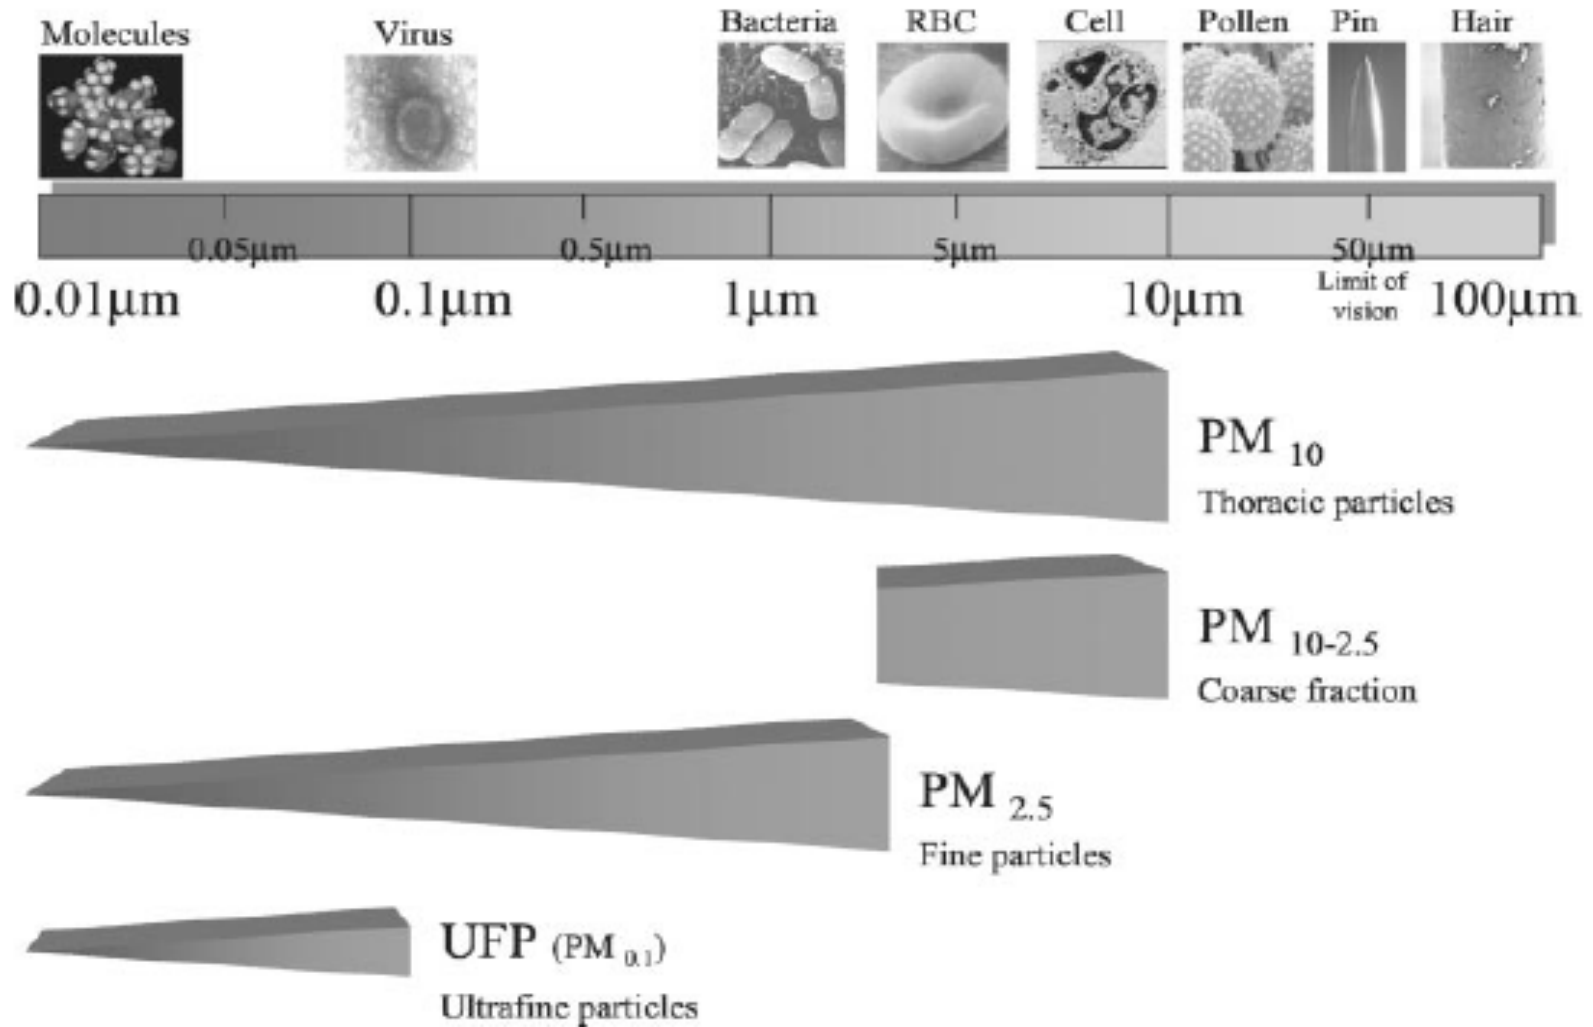 Molecules
Virus
Bacteria
RBC
Cell
Pollen
Pin
Hair
0.05µm
0.5µm
5µm
50µm
0.01µm
0.1µm
1µm
10µm
Limit of
vision
100µm
PM 10
Thoracic particles
PM 10-2.5
Coarse fraction
PM 2.5
Fine particles
UFP (PM 0.1)
Ultrafine particles